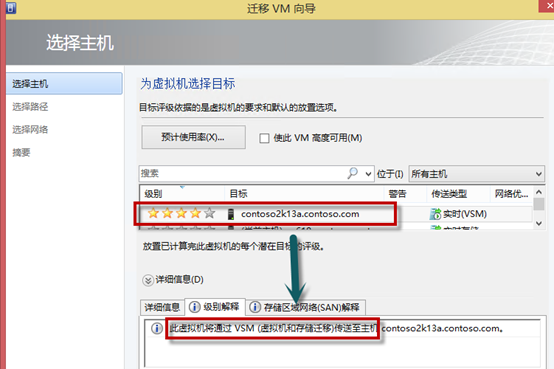 迁移 VM 向导
选择主机
选择主机
选择路径
选择网络
摘要
为虚拟机选择目标
目标评级依据的是虚拟机的要求和默认的放置选项。
预计使用率(X)...
使此 VM 高度可用(M)
搜索
位于(I)
所有主机
级别 目标 警告 传送类型 网络优...
contoso2k13a.contoso.com 实时(VSM)
放置已计算完此虚拟机的每个潜在目标的评级。
详细信息(D)
详细信息 级别解释 存储区域网络(SAN)解释
此虚拟机将通过 VSM (虚拟机和存储迁移)传送至主机 contoso2k13a.contoso.com。